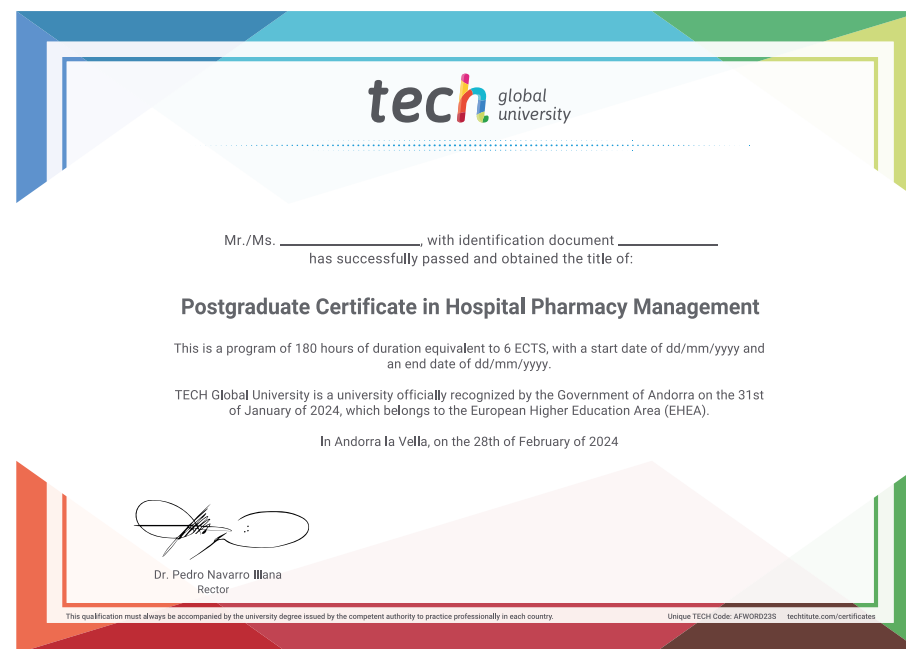 tech global university
Mr./Ms. ____________, with identification document ____________
has successfully passed and obtained the title of:
Postgraduate Certificate in Hospital Pharmacy Management
This is a program of 180 hours of duration equivalent to 6 ECTS, with a start date of dd/mm/yyyy and
an end date of dd/mm/yyyy.
TECH Global University is a university officially recognized by the Government of Andorra on the 31st
of January of 2024, which belongs to the European Higher Education Area (EHEA).
In Andorra la Vella, on the 28th of February of 2024
Dr. Pedro Navarro Illana
Rector
This qualification must always be accompanied by the university degree issued by the competent authority to practice professionally in each country.
Unique TECH Code: AFWORD23S techtitute.com/certificates